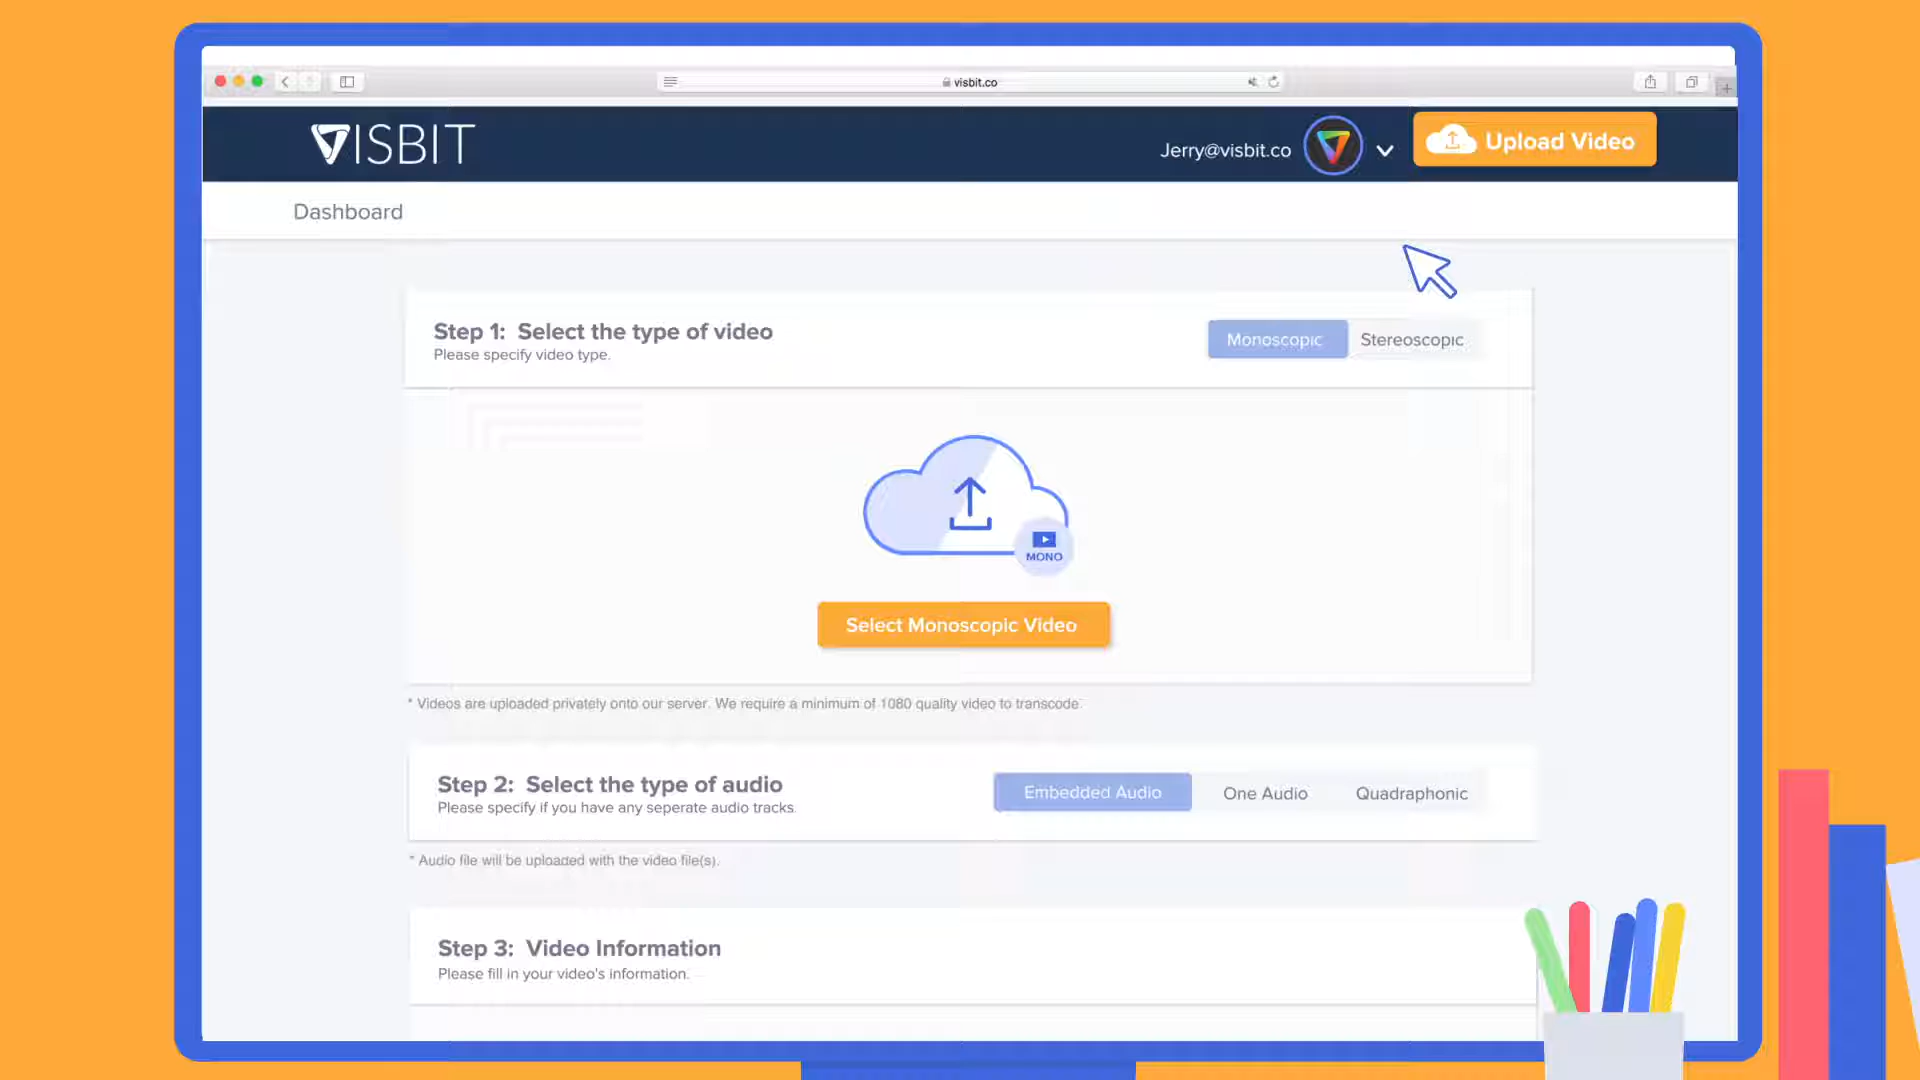 visbit.co
VISBIT
Jerry@visbit.co
Upload Video
Dashboard
Step 1: Select the type of video
Please specify video type.
Monoscopic
Stereoscopic
MONO
Select Monoscopic Video
* Videos are uploaded privately onto our server. We require a minimum of 1080 quality video to transcode.
Step 2: Select the type of audio
Please specify if you have any seperate audio tracks.
Embedded Audio
One Audio
Quadraphonic
* Audio file will be uploaded with the video file(s).
Step 3: Video Information
Please fill in your video's information.